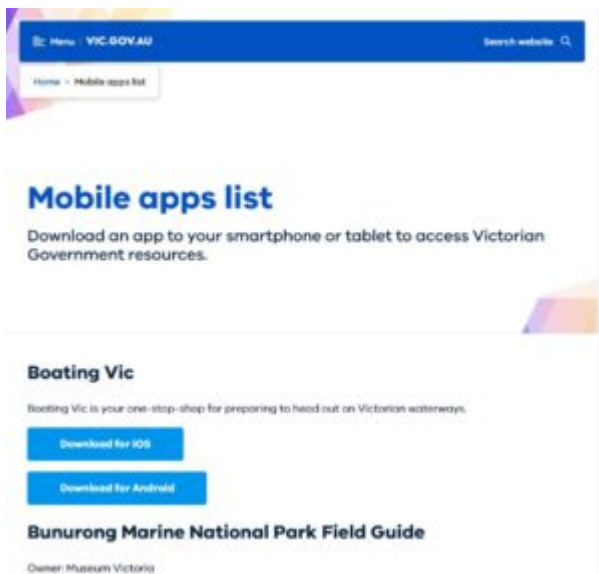 Menu VIC.GOV.AU Search website
Home > Mobile apps list
Mobile apps list
Download an app to your smartphone or tablet to access Victorian
Government resources.
Boating Vic
Boating Vic is your one-stop-shop for preparing to head out on Victorian waterways.
Download for iOS
Download for Android
Bunurong Marine National Park Field Guide
Owner: Museum Victoria